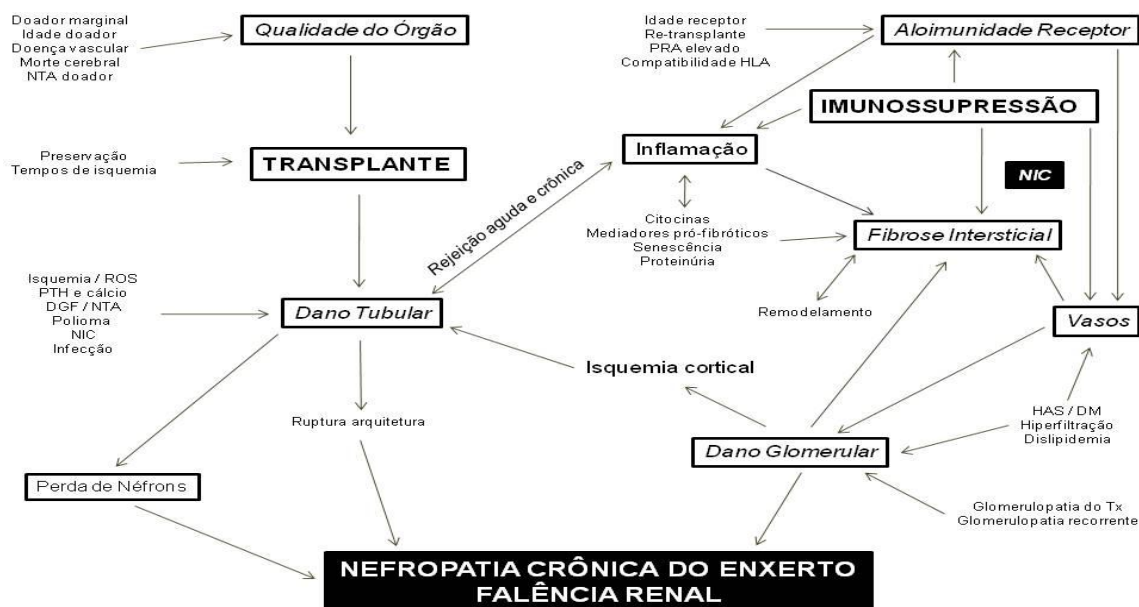 Doador marginal
Idade doador
Doença vascular
Morte cerebral
NTA doador
Qualidade do Órgão
Idade receptor
Re-transplante
PRA elevado
Compatibilidade HLA
Aloimunidade Receptor
IMUNOSSUPRESSÃO
Preservação
Tempos de isquemia
TRANSPLANTE
Inflamação
NIC
Rejeição aguda e crônica
Citocinas
Mediadores pró-fibróticos
Senescência
Proteinúria
Fibrose Intersticial
Isquemia / ROS
PTH e cálcio
DGF / NTA
Polioma
NIC
Infecção
Dano Tubular
Remodelamento
Vasos
Isquemia cortical
Ruptura arquitetura
HAS / DM
Hiperfiltração
Dislipidemia
Dano Glomerular
Perda de Néfrons
Glomerulopatia do Tx
Glomerulopatia recorrente
NEFROPATIA CRÔNICA DO ENXERTO
FALÊNCIA RENAL